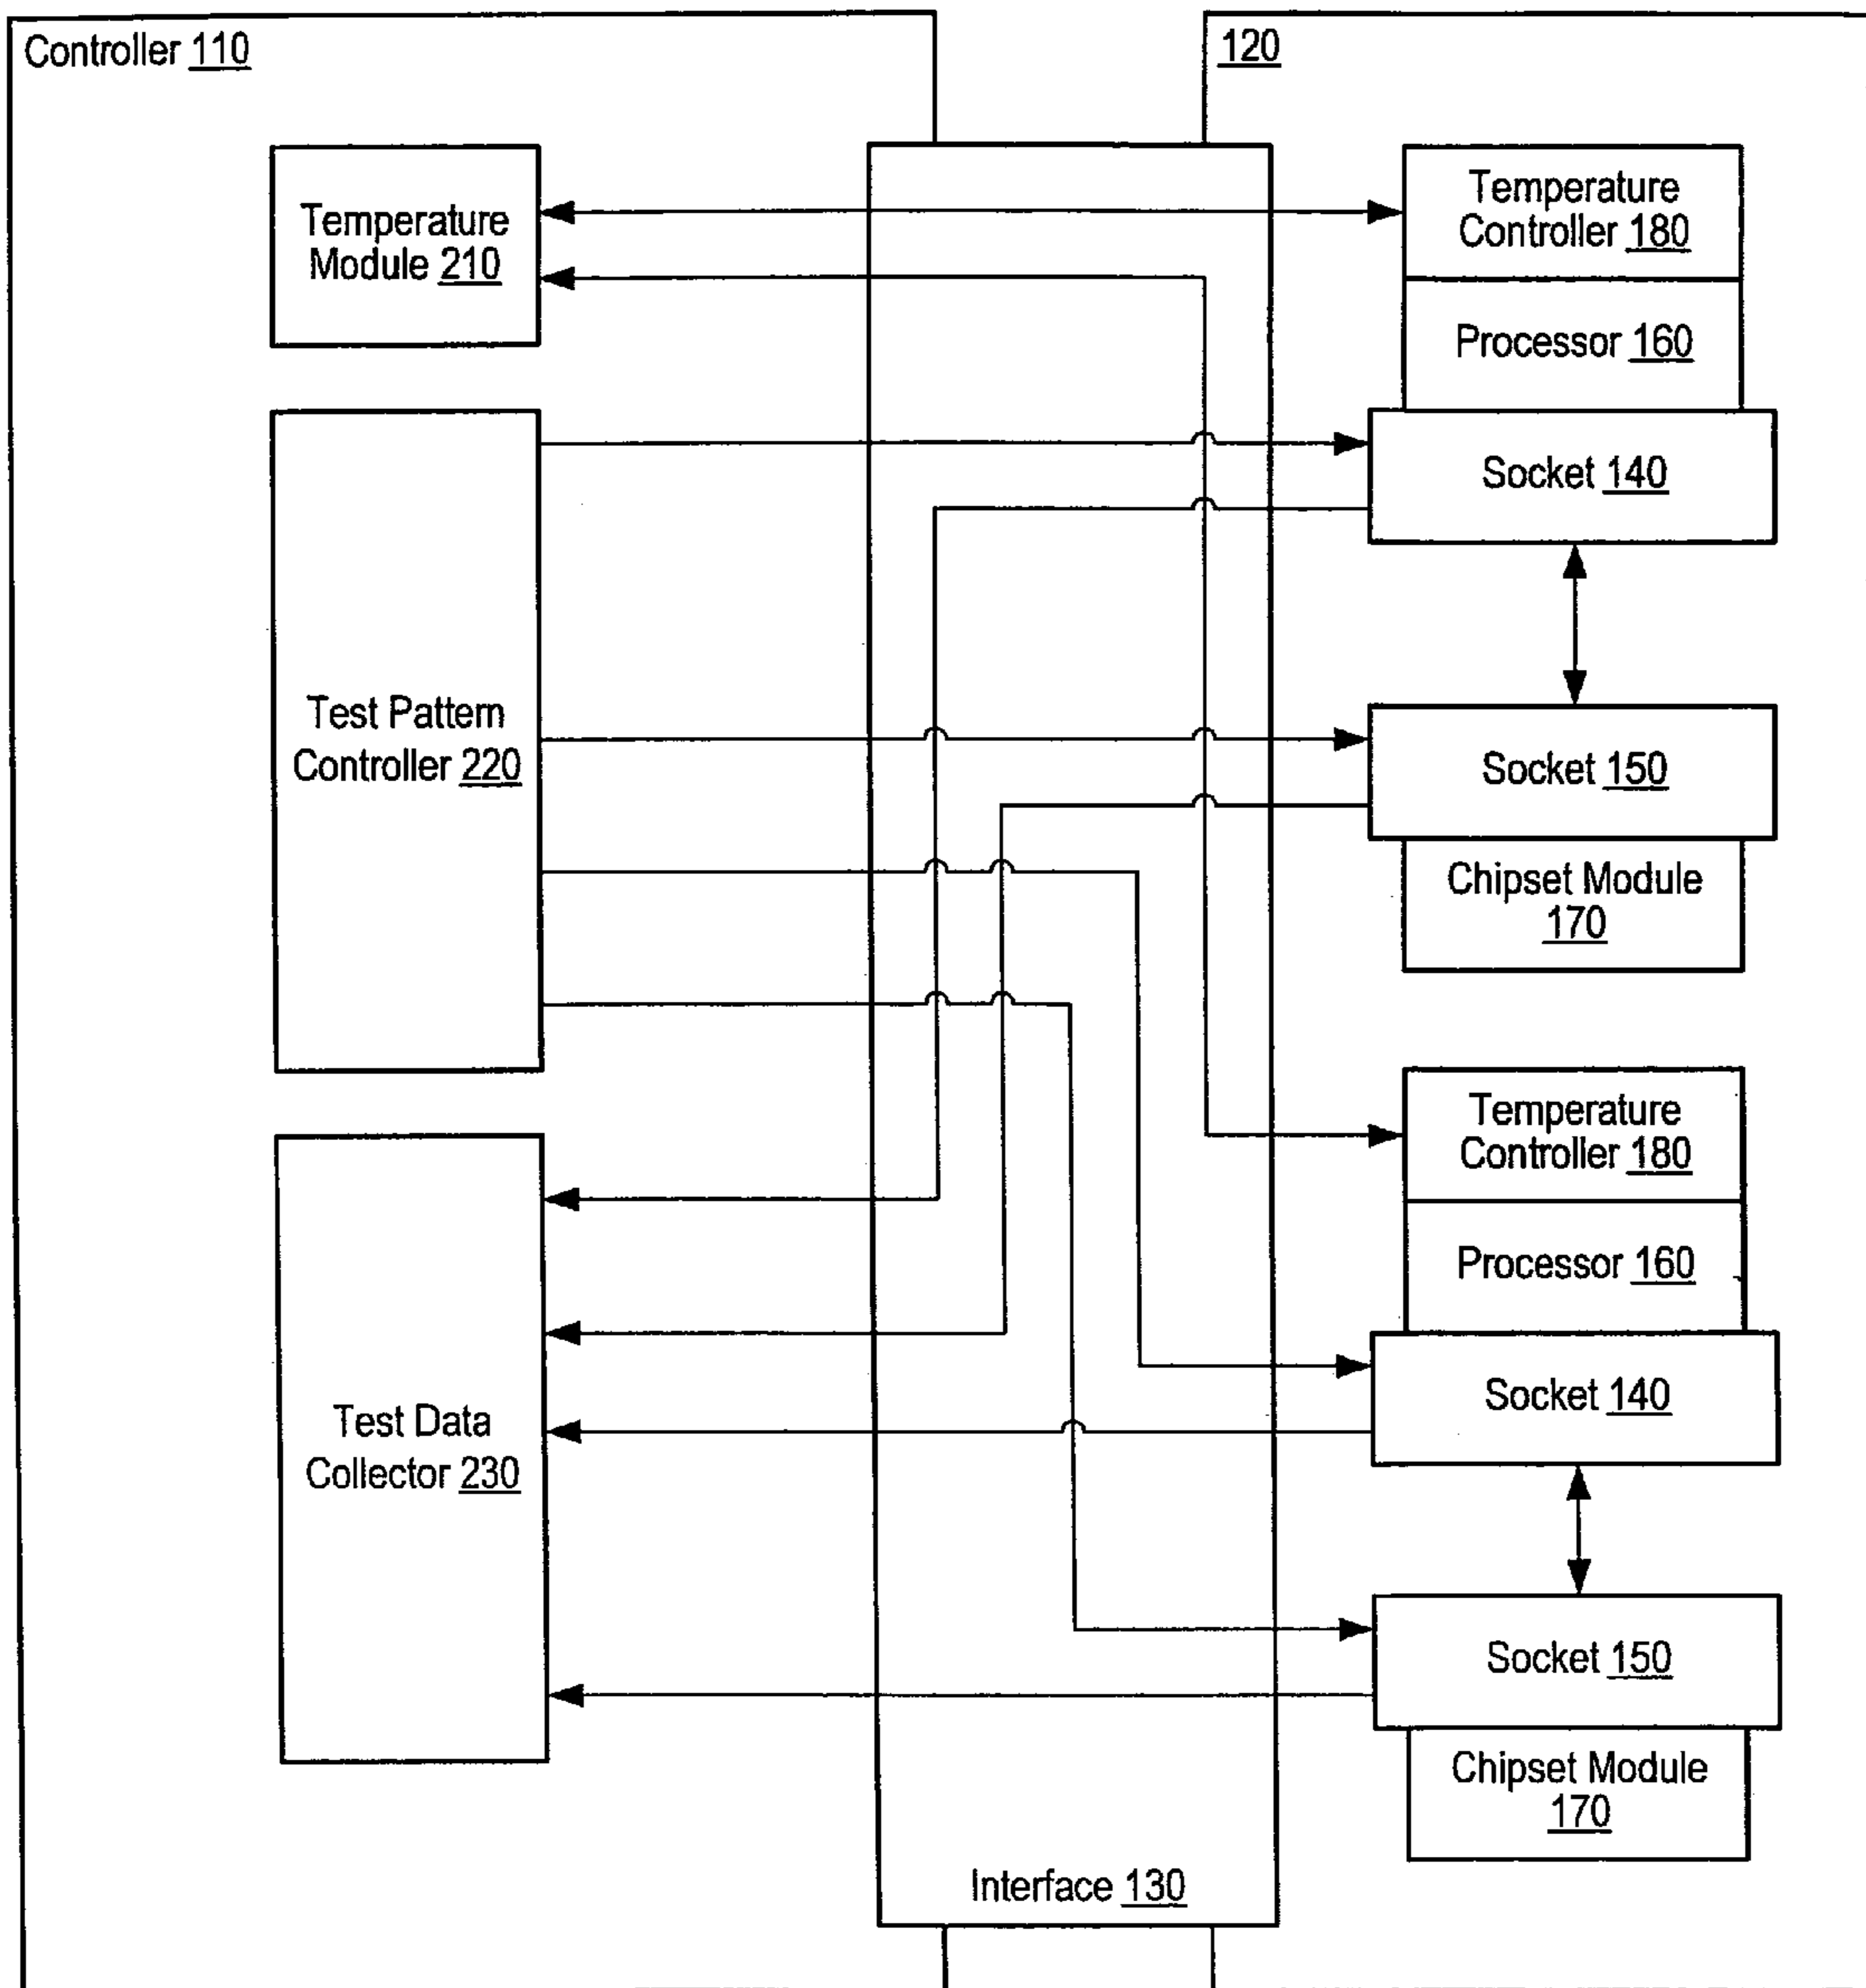 Controller 110
120
Temperature
Module 210
Temperature
Controller 180
Processor 160
Socket 140
Test Pattern
Controller 220
Socket 150
Chipset Module
170
Temperature
Controller 180
Processor 160
Socket 140
Test Data
Collector 230
Socket 150
Chipset Module
170
Interface 130